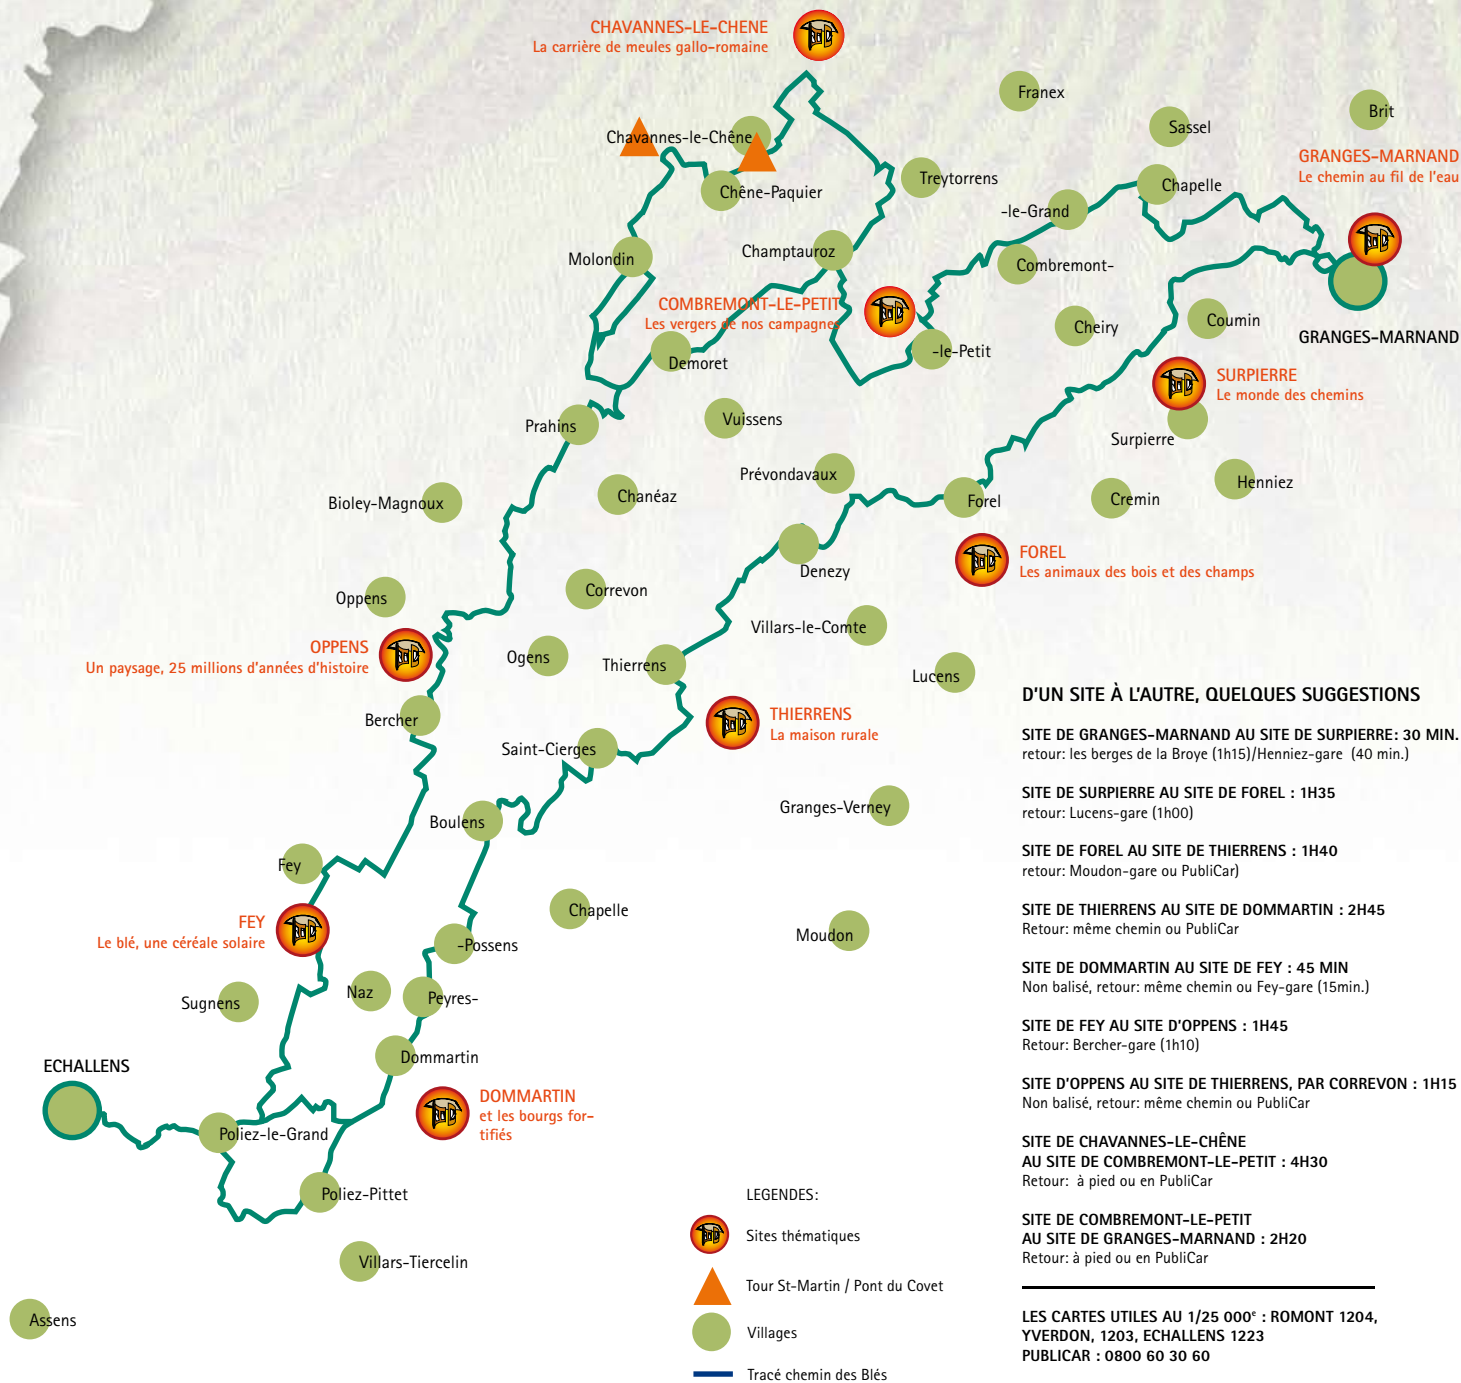 CHAVANNES-LE-CHENE
La carrière de meules gallo-romaine
Franex
Brit
Sassel
Chavannes-le-Chêne
GRANGES-MARNAND
Le chemin au fil de l'eau
Treytorrens
Chapelle
Chêne-Paquier
-le-Grand
Molondin
Champtauroz
Combremont-
COMBREMONT-LE-PETIT
Les vergers de nos campagnes
Cheiry
Coumin
GRANGES-MARNAND
Demoret
-le-Petit
SURPIERRE
Le monde des chemins
Prahins
Vuissens
Surpierre
Prévondavaux
Henniez
Bioley-Magnoux
Chanéaz
Forel
Cremin
FOREL
Les animaux des bois et des champs
Denezy
Oppens
Correvon
Villars-le-Comte
OPPENS
Un paysage, 25 millions d'années d'histoire
Ogens
Thierrens
Lucens
Bercher
THIERRENS
La maison rurale
Saint-Cierges
Granges-Verney
Boulens
Fey
Chapelle
FEY
Le blé, une céréale solaire
Moudon
-Possens
Sugnens
Naz
Peyres-
ECHALLENS
Dommartin
DOMMARTIN
et les bourgs for-
tifiés
Poliez-le-Grand
Poliez-Pittet
Villars-Tiercelin
Assens
LEGENDES:
Sites thématiques
Tour St-Martin / Pont du Covet
Villages
Tracé chemin des Blés
D'UN SITE À L'AUTRE, QUELQUES SUGGESTIONS
SITE DE GRANGES-MARNAND AU SITE DE SURPIERRE: 30 MIN.
retour: les berges de la Broye (1h15)/Henniez-gare (40 min.)
SITE DE SURPIERRE AU SITE DE FOREL : 1H35
retour: Lucens-gare (1h00)
SITE DE FOREL AU SITE DE THIERRENS : 1H40
retour: Moudon-gare ou PubliCar)
SITE DE THIERRENS AU SITE DE DOMMARTIN : 2H45
Retour: même chemin ou PubliCar
SITE DE DOMMARTIN AU SITE DE FEY : 45 MIN
Non balisé, retour: même chemin ou Fey-gare (15min.)
SITE DE FEY AU SITE D'OPPENS : 1H45
Retour: Bercher-gare (1h10)
SITE D'OPPENS AU SITE DE THIERRENS, PAR CORREVON : 1H15
Non balisé, retour: même chemin ou PubliCar
SITE DE CHAVANNES-LE-CHÊNE
AU SITE DE COMBREMONT-LE-PETIT : 4H30
Retour: à pied ou en PubliCar
SITE DE COMBREMONT-LE-PETIT
AU SITE DE GRANGES-MARNAND : 2H20
Retour: à pied ou en PubliCar
LES CARTES UTILES AU 1/25 000e : ROMONT 1204,
YVERDON, 1203, ECHALLENS 1223
PUBLICAR : 0800 60 30 60